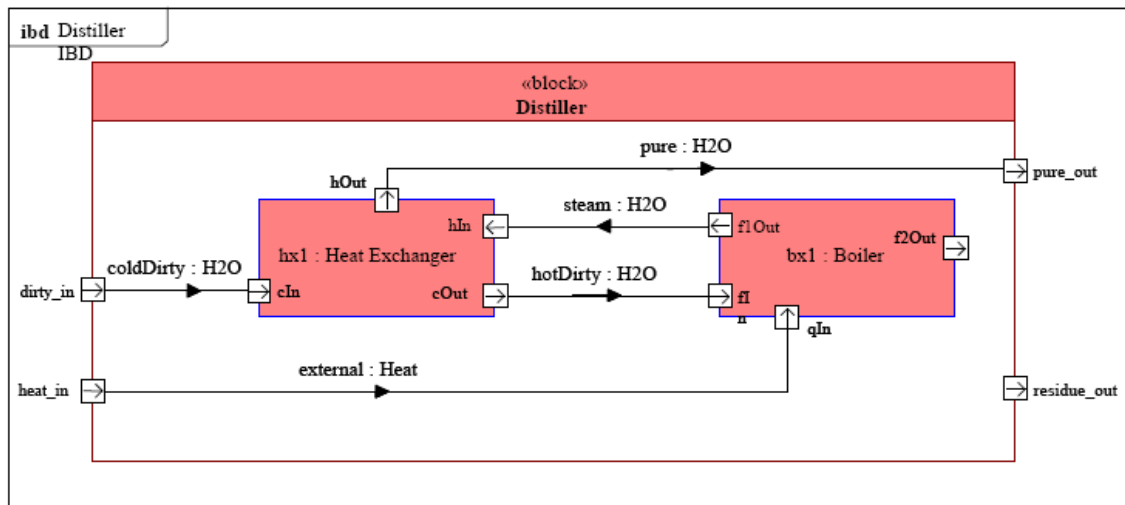 ibd Distiller
IBD
«block»
Distiller
pure : H2O
hOut
pure_out
steam : H2O
hIn
f1Out
f2Out
hx1 : Heat Exchanger
bx1 : Boiler
coldDirty : H2O
hotDirty : H2O
dirty_in
cIn
cOut
fI
n
qIn
external : Heat
heat_in
residue_out